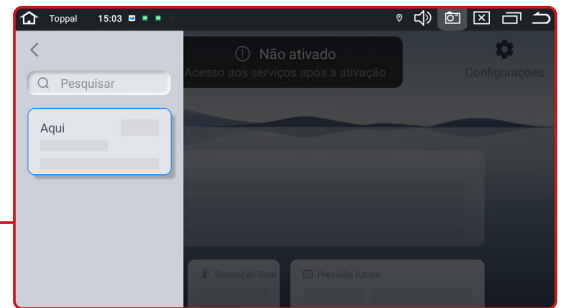 Toppal 15:03
Não ativado
Acesso aos serviços após a ativação
Configurações
Pesquisar
Aqui
Sensação Real
Previsão futura